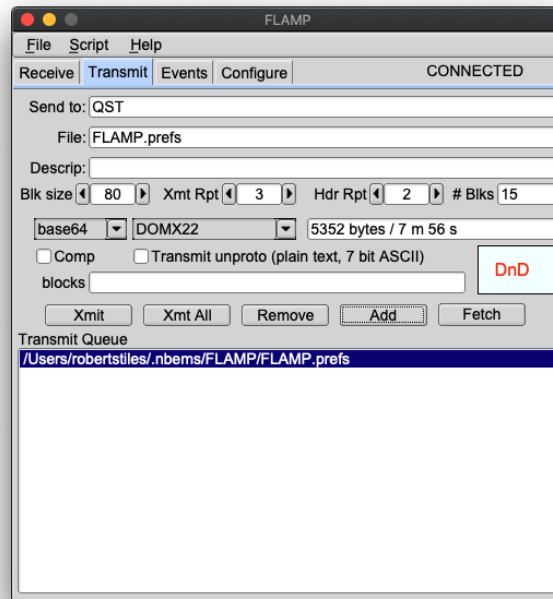 FLAMP
File Script Help
Receive Transmit Events Configure CONNECTED
Send to: QST
File: FLAMP.prefs
Descrip:
Blk size 80 Xmt Rpt 3 Hdr Rpt 2 # Blks 15
base64 DOMX22 5352 bytes / 7 m 56 s
Comp Transmit unproto (plain text, 7 bit ASCII)
DnD
blocks
Xmit Xmt All Remove Add Fetch
Transmit Queue
/Users/robertstiles/.nbems/FLAMP/FLAMP.prefs